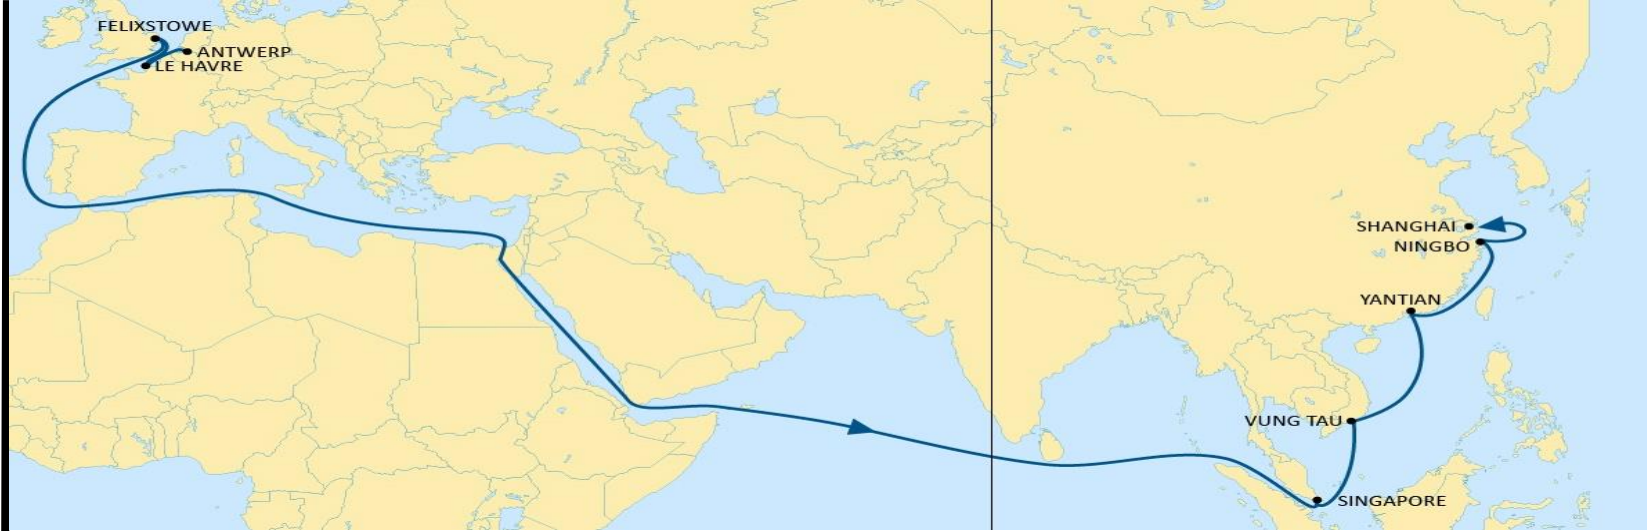 FELIXSTOWE
ANTWERP
LE HAVRE
SHANGHAI
NINGBO
YANTIAN
VUNG TAU
SINGAPORE